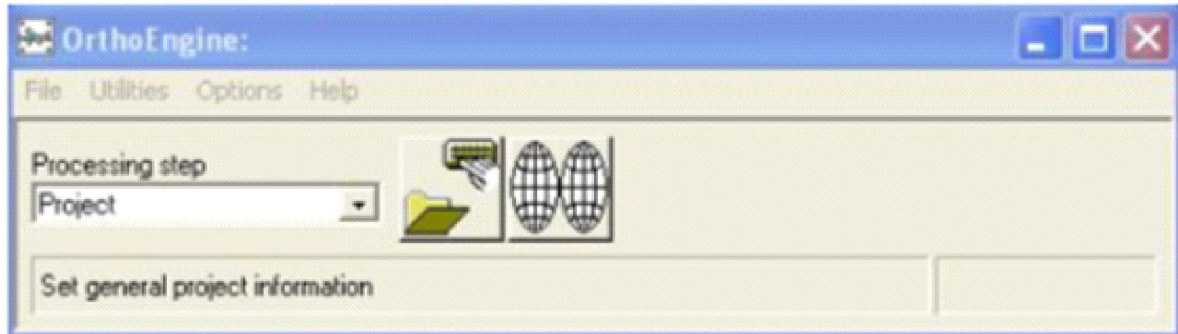 OrthoEngine:
File Utilities Options Help
Processing step
Project
Set general project information